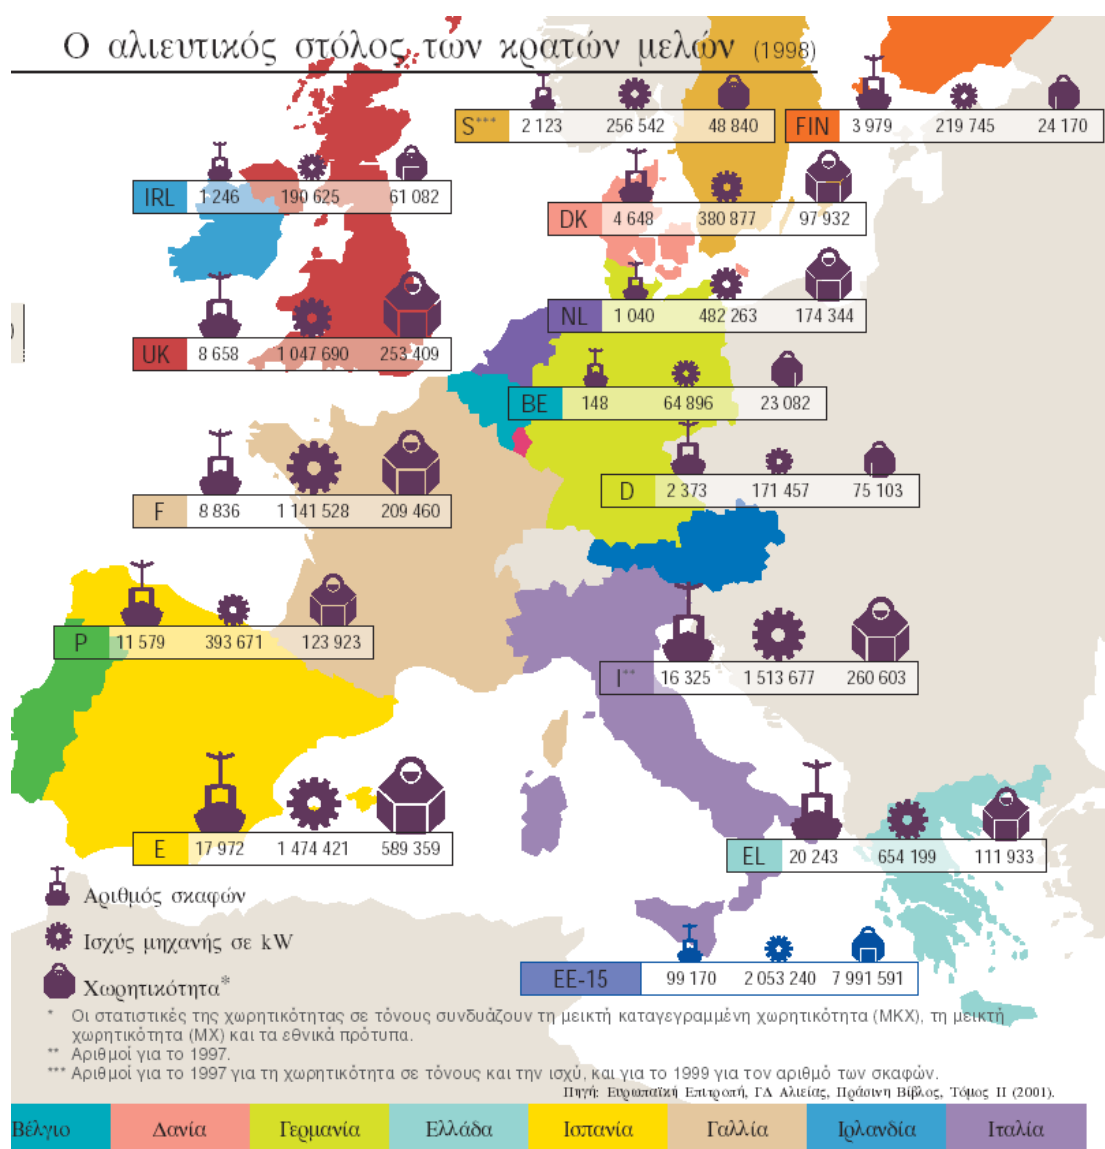 Ο αλιευτικός στόλος των κρατών μελών (1998)
S*** 2 123 256 542 48 840
FIN 3 979 219 745 24 170
IRL 1 246 190 625 61 082
DK 4 648 380 877 97 932
NL 1 040 482 263 174 344
UK 8 658 1 047 690 253 409
BE 148 64 896 23 082
D 2 373 171 457 75 103
F 8 836 1 141 528 209 460
P 11 579 393 671 123 923
I** 16 325 1 513 677 260 603
E 17 972 1 474 421 589 359
EL 20 243 654 199 111 933
Αριθμός σκαφών
Ισχύς μηχανής σε kW
Χωρητικότητα*
EE-15 99 170 2 053 240 7 991 591
* Οι στατιστικές της χωρητικότητας σε τόνους συνδυάζουν τη μεικτή καταγεγραμμένη χωρητικότητα (ΜΚΧ), τη μεικτή
χωρητικότητα (ΜΧ) και τα εθνικά πρότυπα.
** Αριθμοί για το 1997.
*** Αριθμοί για το 1997 για τη χωρητικότητα σε τόνους και την ισχύ, και για το 1999 για τον αριθμό των σκαφών.
Πηγή: Ευρωπαϊκή Επιτροπή, ΓΔ Αλιείας, Πράσινη Βίβλος, Τόμος ΙΙ (2001).
Βέλγιο Δανία Γερμανία Ελλάδα Ισπανία Γαλλία Ιρλανδία Ιταλία